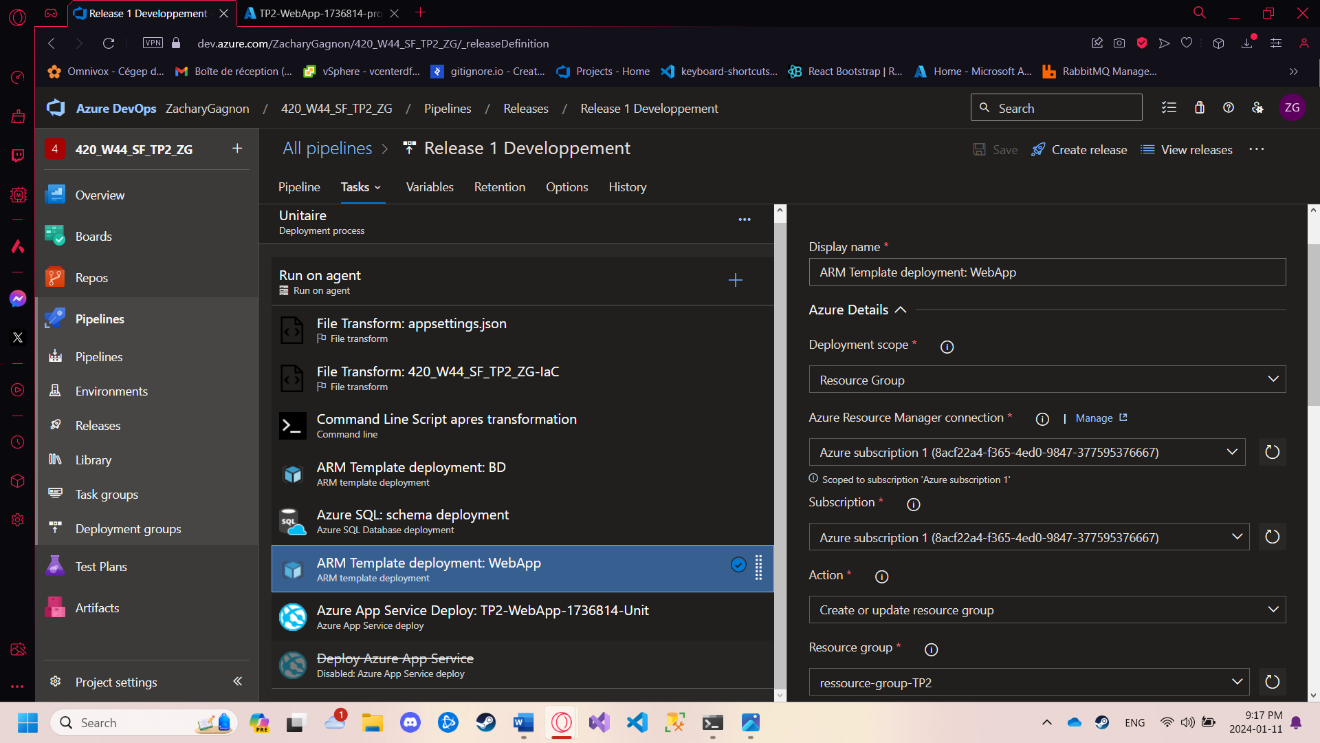 Release 1 Developpement
TP2-WebApp-1736814-pro
VPN
dev.azure.com/ZacharyGagnon/420_W44_SF_TP2_ZG/_releaseDefinition
Omnivox - Cégep d...
Boîte de réception (...
vSphere - vcenterdf...
gitignore.io - Creat...
Projects - Home
keyboard-shortcuts...
React Bootstrap | R...
Home - Microsoft A...
RabbitMQ Manage...
Azure DevOps
ZacharyGagnon / 420_W44_SF_TP2_ZG / Pipelines / Releases / Release 1 Developpement
Search
ZG
4
420_W44_SF_TP2_ZG
Overview
Boards
Repos
Pipelines
Pipelines
Environments
Releases
Library
Task groups
Deployment groups
Test Plans
Artifacts
Project settings
All pipelines > Release 1 Developpement
Save
Create release
View releases
Pipeline
Tasks
Variables
Retention
Options
History
Unitaire
Deployment process
Run on agent
Run on agent
File Transform: appsettings.json
File transform
File Transform: 420_W44_SF_TP2_ZG-IaC
File transform
Command Line Script apres transformation
Command line
ARM Template deployment: BD
ARM template deployment
SQL
Azure SQL: schema deployment
Azure SQL Database deployment
ARM Template deployment: WebApp
ARM template deployment
Azure App Service Deploy: TP2-WebApp-1736814-Unit
Azure App Service deploy
Deploy Azure App Service
Disabled: Azure App Service deploy
Display name *
ARM Template deployment: WebApp
Azure Details
Deployment scope *
Resource Group
Azure Resource Manager connection * | Manage
Azure subscription 1 (8acf22a4-f365-4ed0-9847-377595376667)
Scoped to subscription 'Azure subscription 1'
Subscription *
Azure subscription 1 (8acf22a4-f365-4ed0-9847-377595376667)
Action *
Create or update resource group
Resource group *
ressource-group-TP2
Search
PRE
1
ENG
9:17 PM
2024-01-11